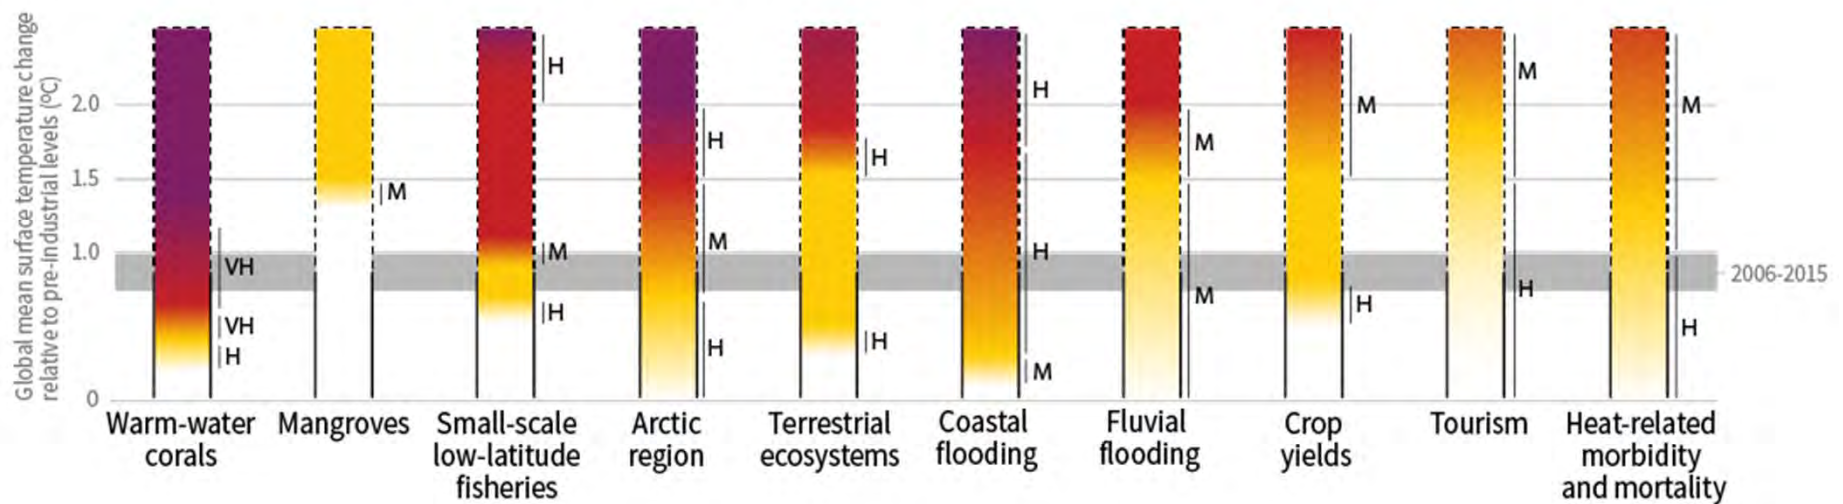 Global mean surface temperature change
relative to pre-industrial levels (ºC)
2.0
1.5
1.0
0
2006-2015
VH
VH
H
M
H
M
H
H
M
H
H
H
H
H
M
M
M
M
H
M
H
M
H
Warm-water
corals
Mangroves
Small-scale
low-latitude
fisheries
Arctic
region
Terrestrial
ecosystems
Coastal
flooding
Fluvial
flooding
Crop
yields
Tourism
Heat-related
morbidity
and mortality